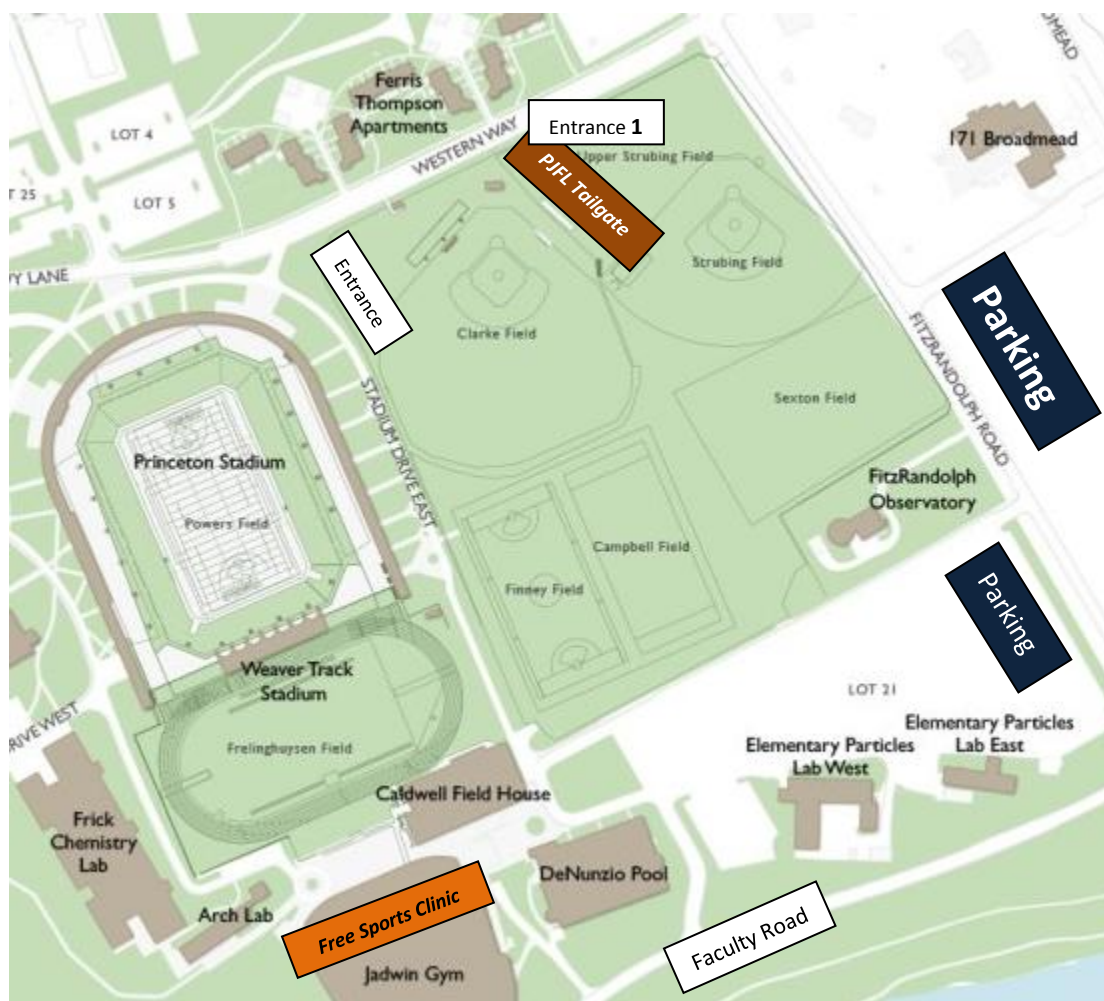 OMEAD
Ferris
Thompson
Apartments
LOT 4
WESTERN WAY
Entrance 1
Upper Strubing Field
171 Broadmead
PJFL Tailgate
T 25
LOT 5
Y LANE
Entrance
Strubing Field
Clarke Field
Parking
FITZRANDOLPH ROAD
STADIUM DRIVE EAST
Sexton Field
Princeton Stadium
FitzRandolph
Observatory
Powers Field
Campbell Field
Finney Field
Parking
Weaver Track
Stadium
LOT 21
RIVE WEST
Frelinghuysen Field
Elementary Particles
Lab East
Elementary Particles
Lab West
Caldwell Field House
Frick
Chemistry
Lab
DeNunzio Pool
Arch Lab
Free Sports Clinic
Faculty Road
Jadwin Gym